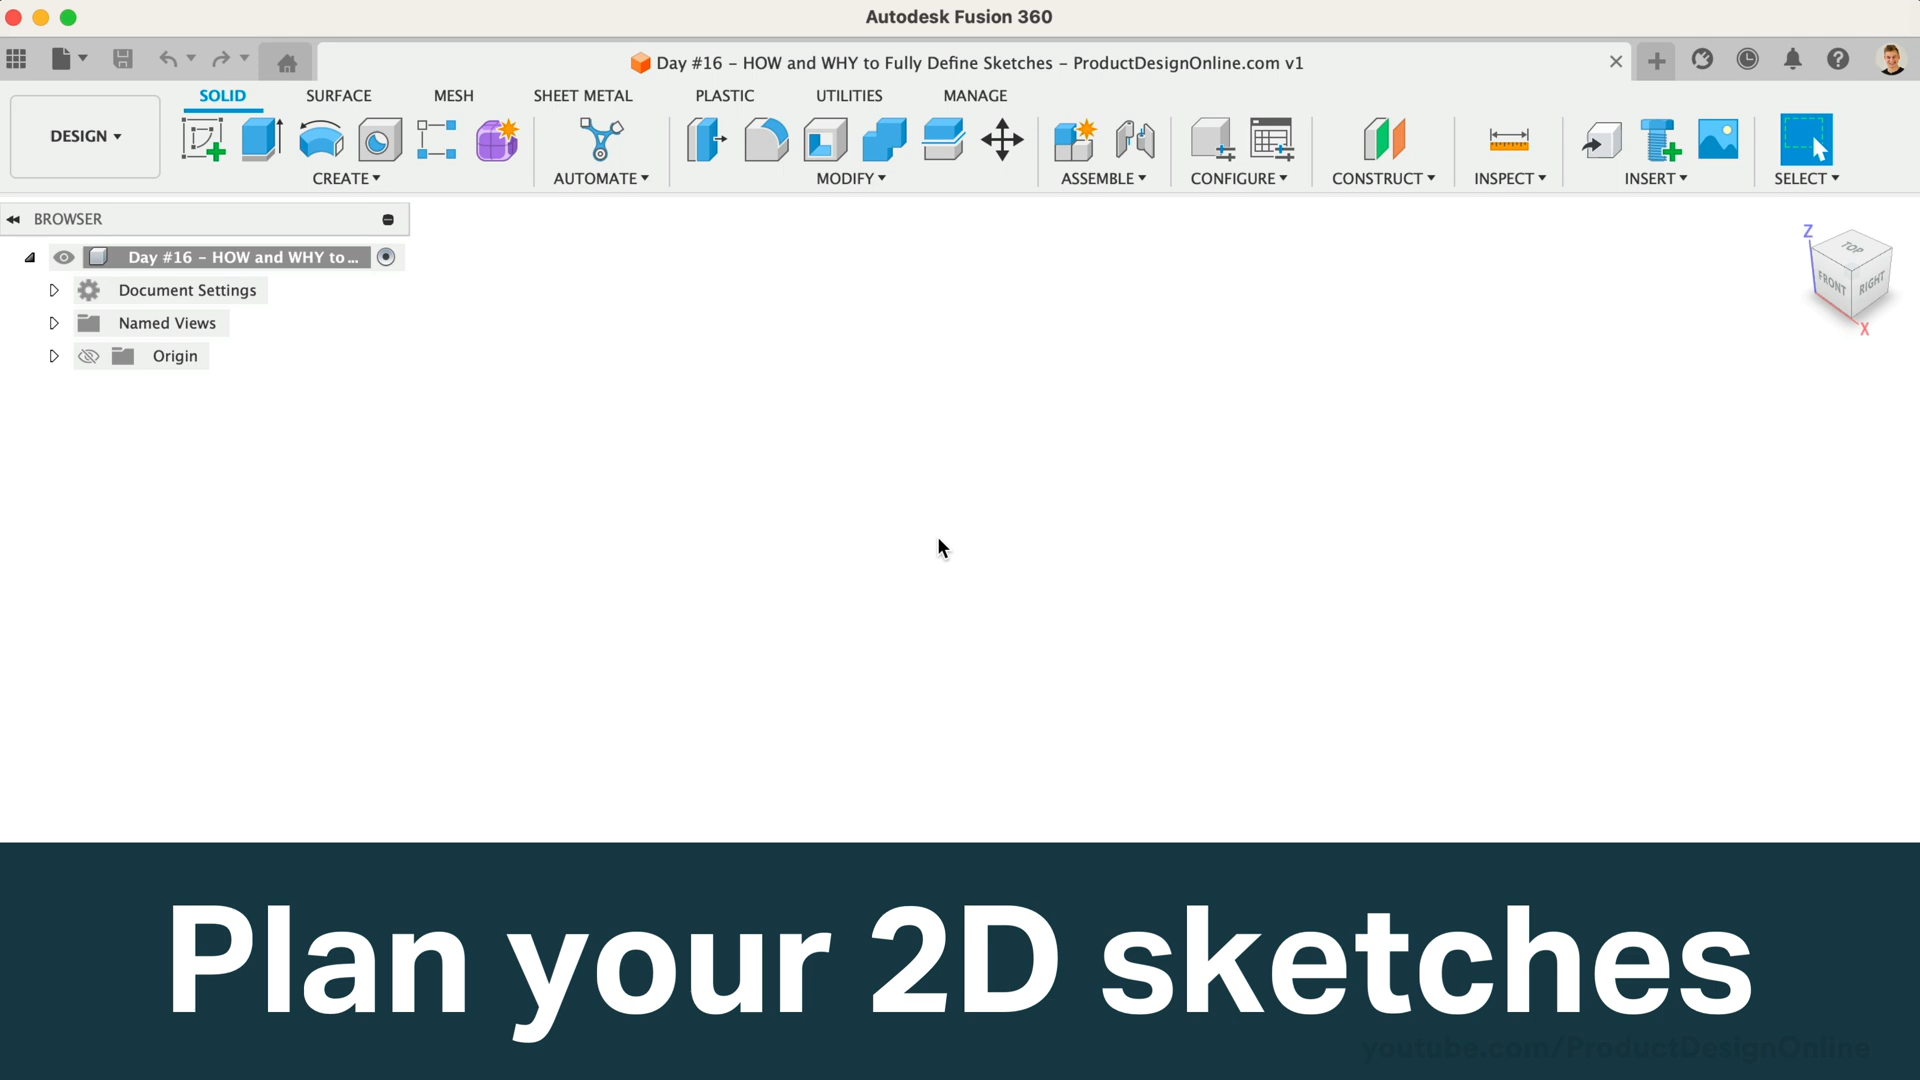 Autodesk Fusion 360
Day #16 - HOW and WHY to Fully Define Sketches - ProductDesignOnline.com v1
SOLID SURFACE MESH SHEET METAL PLASTIC UTILITIES MANAGE
DESIGN
CREATE AUTOMATE MODIFY ASSEMBLE CONFIGURE CONSTRUCT INSPECT INSERT SELECT
BROWSER
Day #16 - HOW and WHY to ...
Document Settings
Named Views
Origin
Z
TOP
FRONT RIGHT
X
Plan your 2D sketches
youtube.com/ProductDesignOnline